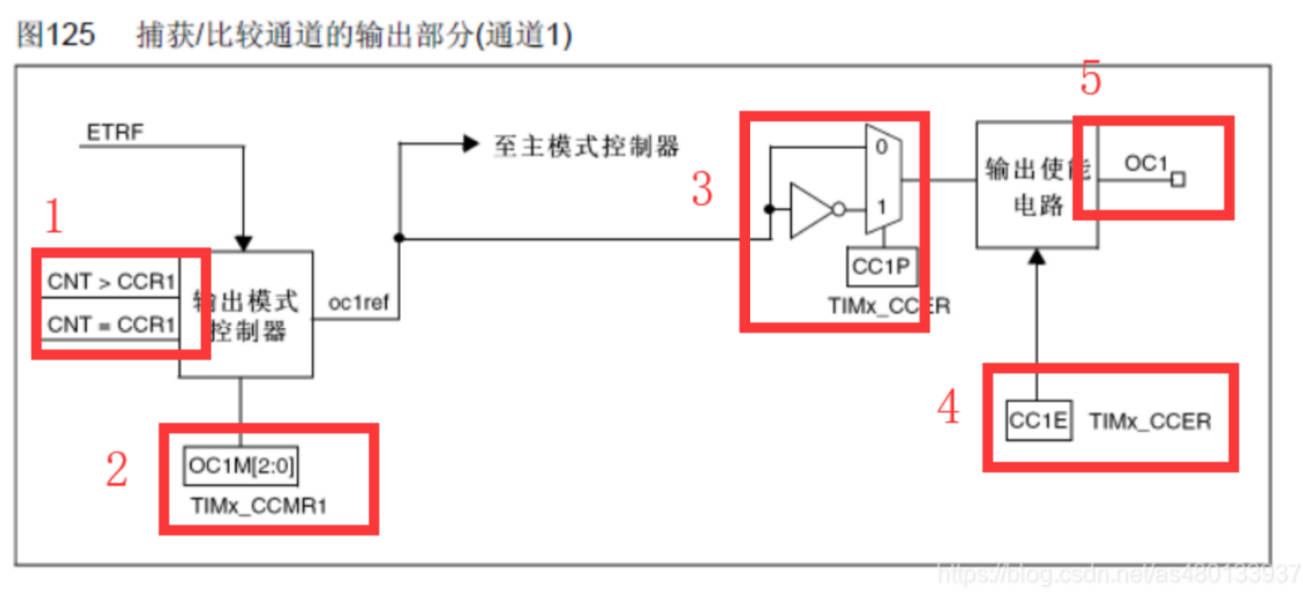 图125 捕获/比较通道的输出部分(通道1)
5
ETRF
至主模式控制器
0
3
输出使能
电路
OC1
1
1
CNT > CCR1
CNT = CCR1
输出模式
控制器
oc1ref
CC1P
TIMx_CCER
4
CC1E
TIMx_CCER
2
OC1M[2:0]
TIMx_CCMR1
https://blog.csdn.net/as480133937